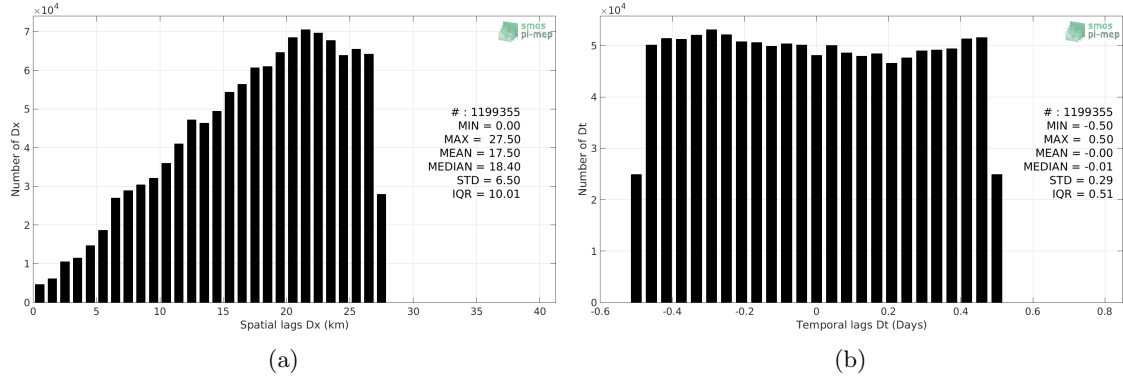 ×10⁴
Number of Dx
7
6
5
4
3
2
1
0
0 5 10 15 20 25 30 35 40
Spatial lags Dx (km)
smos
pi-mep
# : 1199355
MIN = 0.00
MAX = 27.50
MEAN = 17.50
MEDIAN = 18.40
STD = 6.50
IQR = 10.01
(a)
×10⁴
Number of Dt
5
4
3
2
1
0
-0.6 -0.4 -0.2 0 0.2 0.4 0.6 0.8
Temporal lags Dt (Days)
smos
pi-mep
# : 1199355
MIN = -0.50
MAX = 0.50
MEAN = -0.00
MEDIAN = -0.01
STD = 0.29
IQR = 0.51
(b)